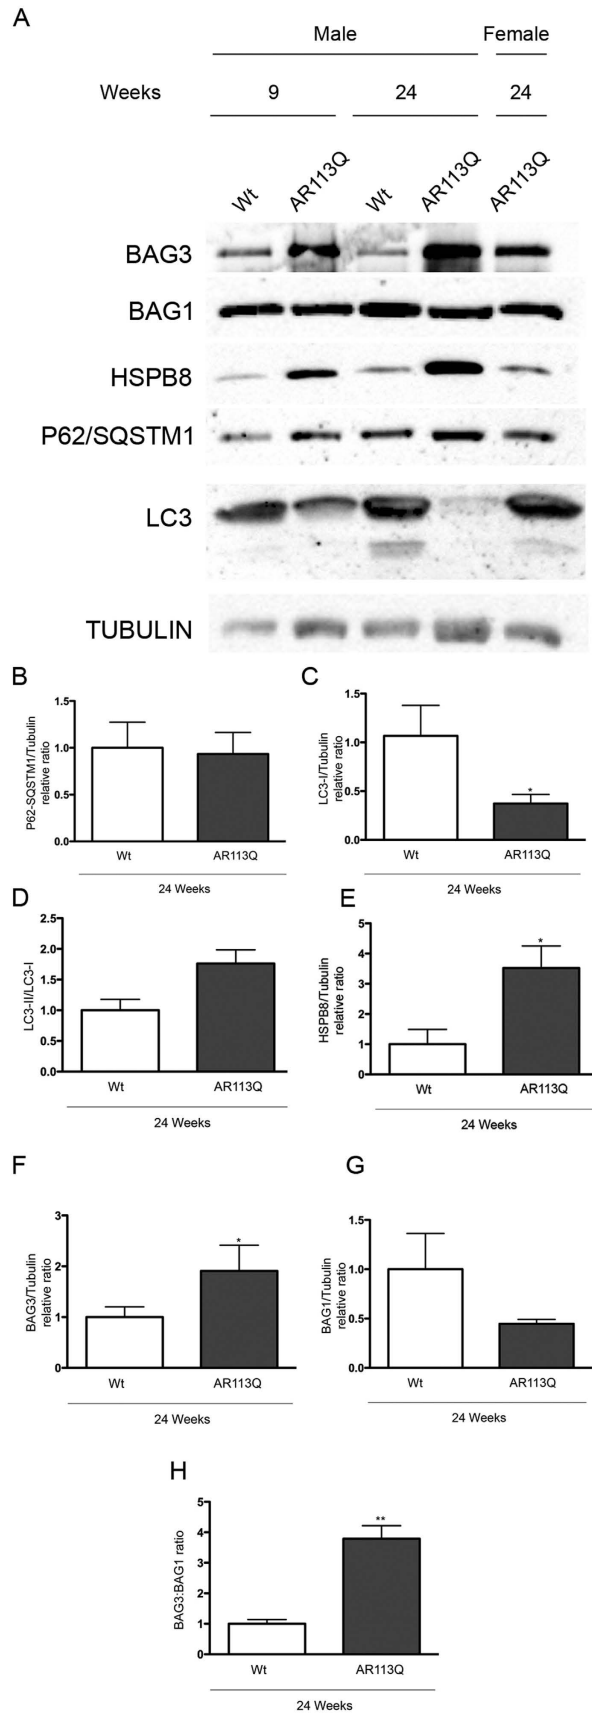 A
Male Female
Weeks 9 24 24
Wt AR113Q Wt AR113Q AR113Q
BAG3
BAG1
HSPB8
P62/SQSTM1
LC3
TUBULIN
B
P62-SQSTM1/Tubulin
relative ratio
1.5
1.0
0.5
0.0
Wt AR113Q
24 Weeks
C
LC3-I/Tubulin
relative ratio
1.5
1.0
0.5
0.0
*
Wt AR113Q
24 Weeks
D
LC3-II/LC3-I
2.5
2.0
1.5
1.0
0.5
0.0
Wt AR113Q
24 Weeks
E
HSPB8/Tubulin
relative ratio
5
4
3
2
1
0
*
Wt AR113Q
24 Weeks
F
BAG3/Tubulin
relative ratio
3
2
1
0
*
Wt AR113Q
24 Weeks
G
BAG1/Tubulin
relative ratio
1.5
1.0
0.5
0.0
Wt AR113Q
24 Weeks
H
BAG3:BAG1 ratio
5
4
3
2
1
0
**
Wt AR113Q
24 Weeks